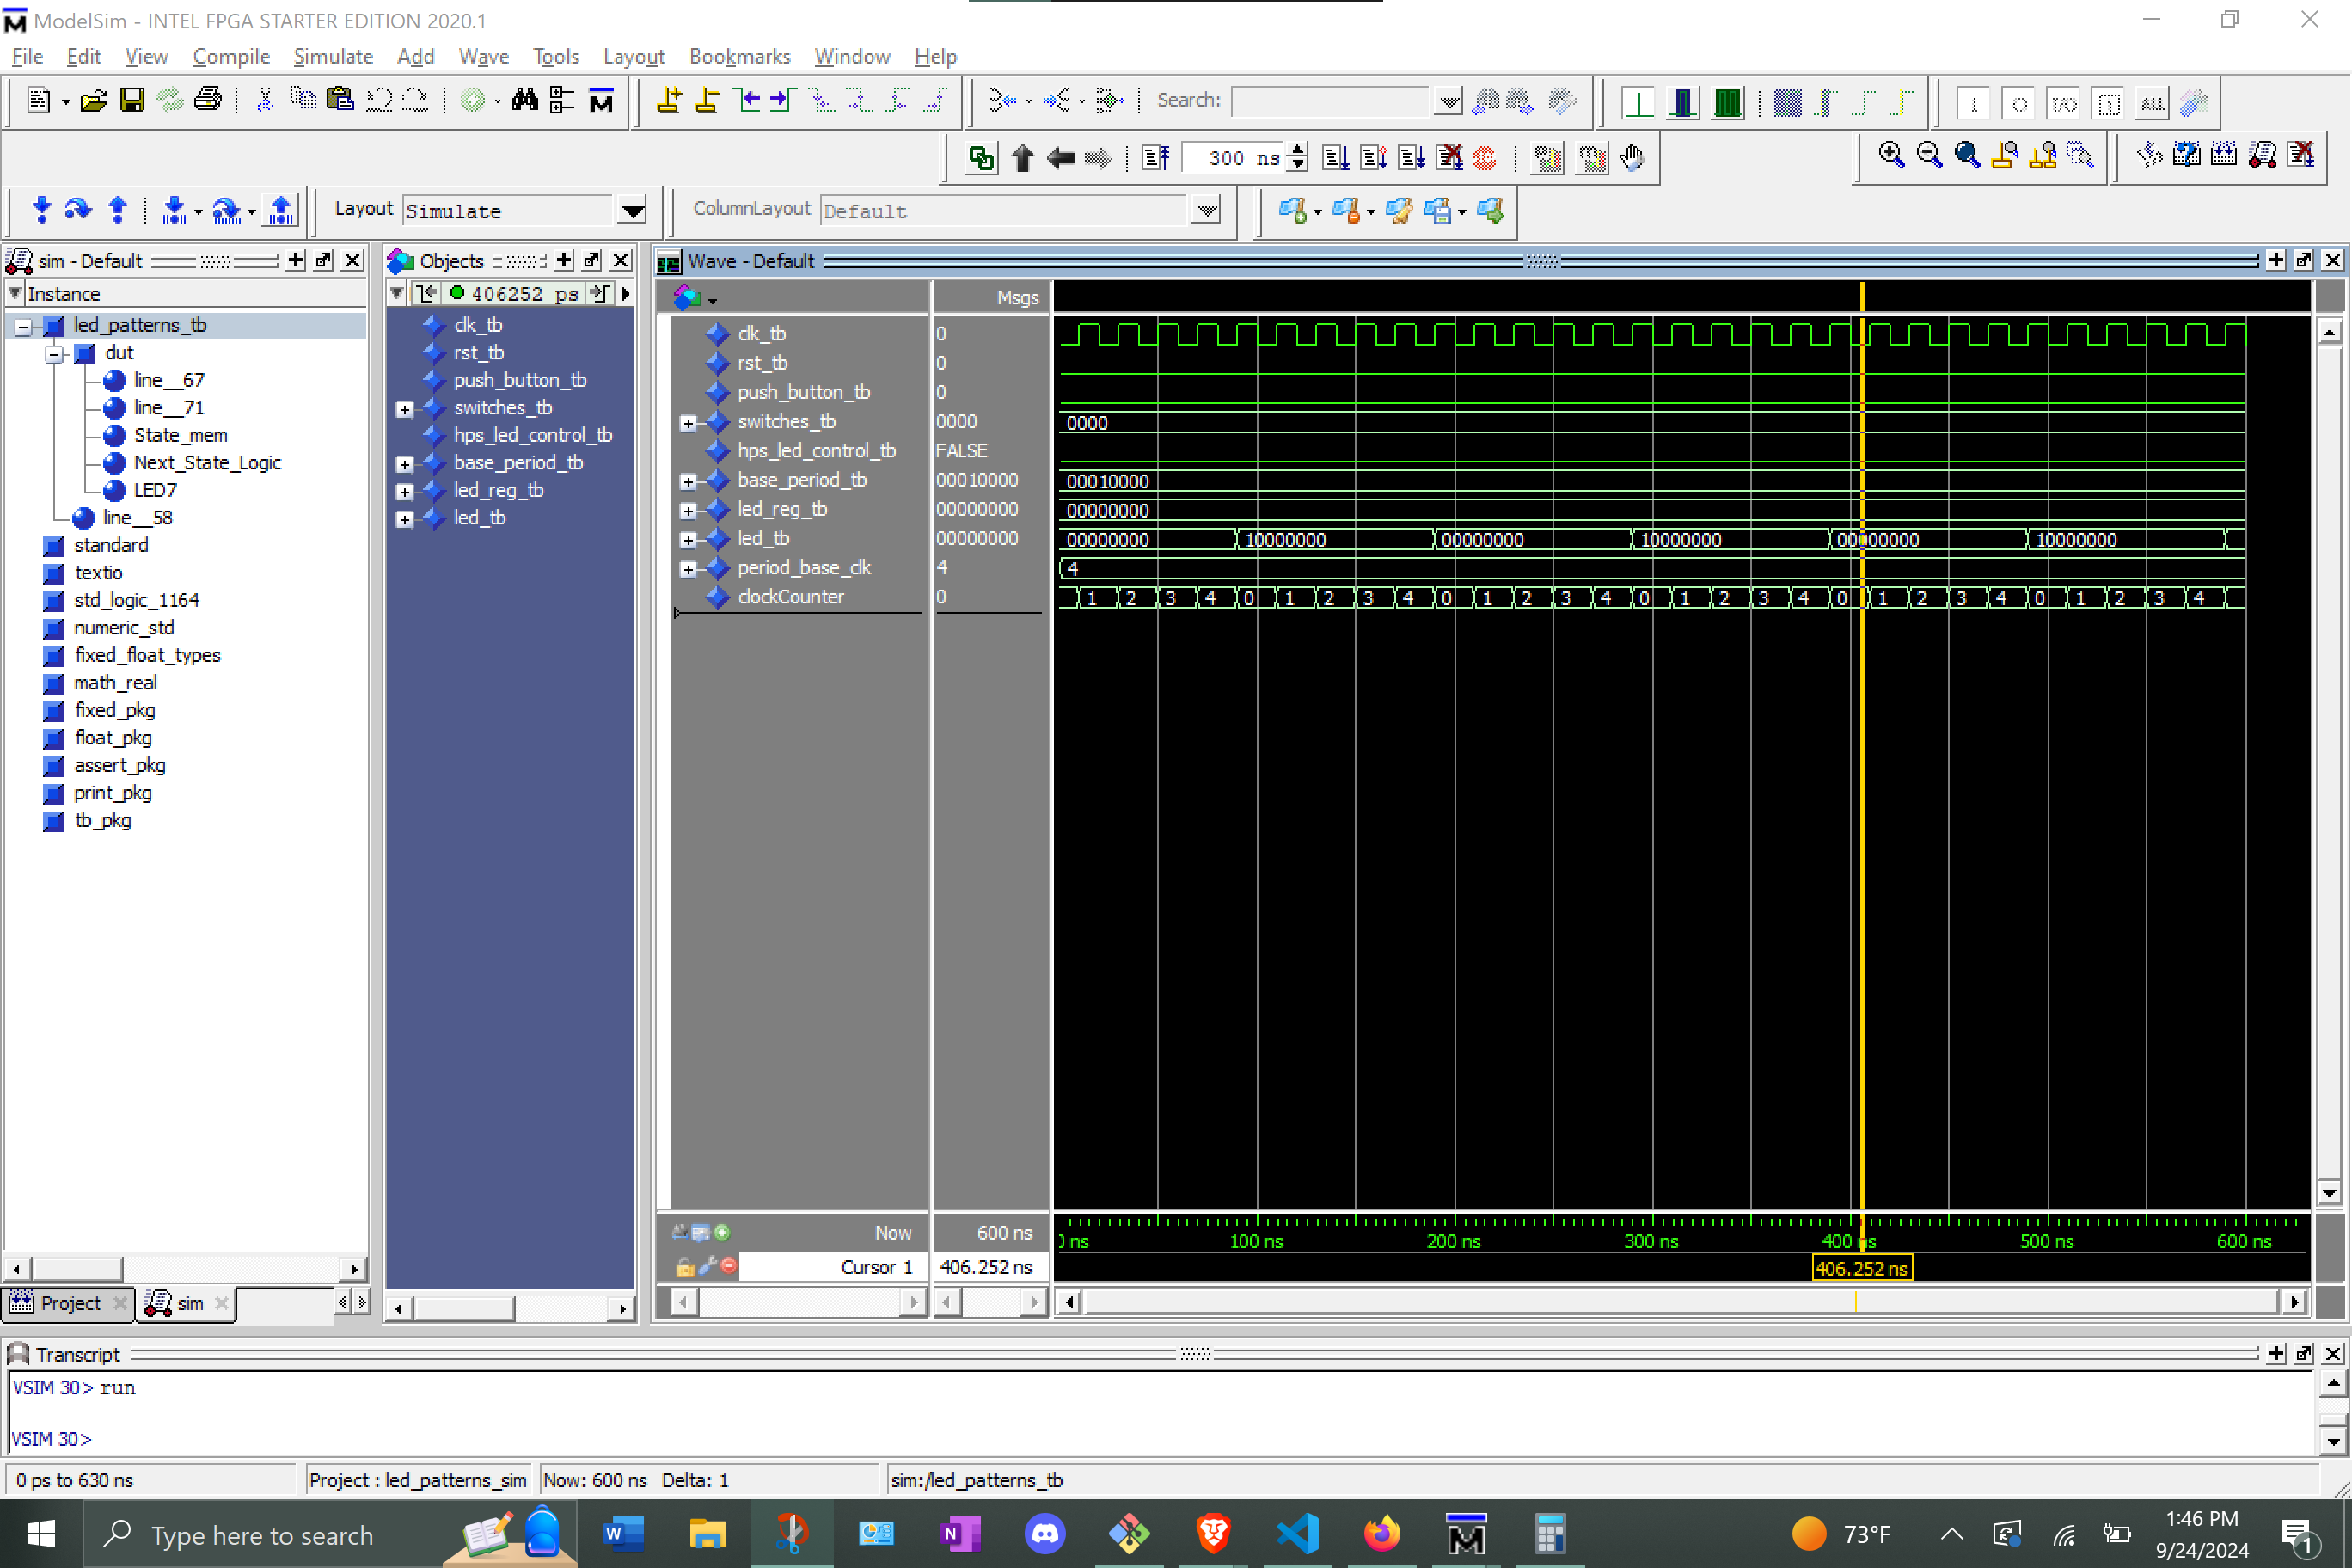 ModelSim - INTEL FPGA STARTER EDITION 2020.1
File Edit View Compile Simulate Add Wave Tools Layout Bookmarks Window Help
Search:
300 ns
Layout Simulate ColumnLayout Default
sim - Default
Instance
led_patterns_tb
dut
line__67
line__71
State_mem
Next_State_Logic
LED7
line__58
standard
textio
std_logic_1164
numeric_std
fixed_float_types
math_real
fixed_pkg
float_pkg
assert_pkg
print_pkg
tb_pkg
Project sim
Objects
406252 ps
clk_tb
rst_tb
push_button_tb
switches_tb
hps_led_control_tb
base_period_tb
led_reg_tb
led_tb
Wave - Default
Msgs
clk_tb 0
rst_tb 0
push_button_tb 0
switches_tb 0000 0000
hps_led_control_tb FALSE
base_period_tb 00010000 00010000
led_reg_tb 00000000 00000000
led_tb 00000000 00000000 10000000 00000000 10000000 00000000 10000000
period_base_clk 4 4
clockCounter 0 1 2 3 4 0 1 2 3 4 0 1 2 3 4 0 1 2 3 4 0 1 2 3 4 0 1 2 3 4
Now 600 ns 0 ns 100 ns 200 ns 300 ns 400 ns 500 ns 600 ns
Cursor 1 406.252 ns 406.252 ns
Transcript
VSIM 30> run
VSIM 30>
0 ps to 630 ns Project : led_patterns_sim Now: 600 ns Delta: 1 sim:/led_patterns_tb
Type here to search
73°F
1:46 PM
9/24/2024
1